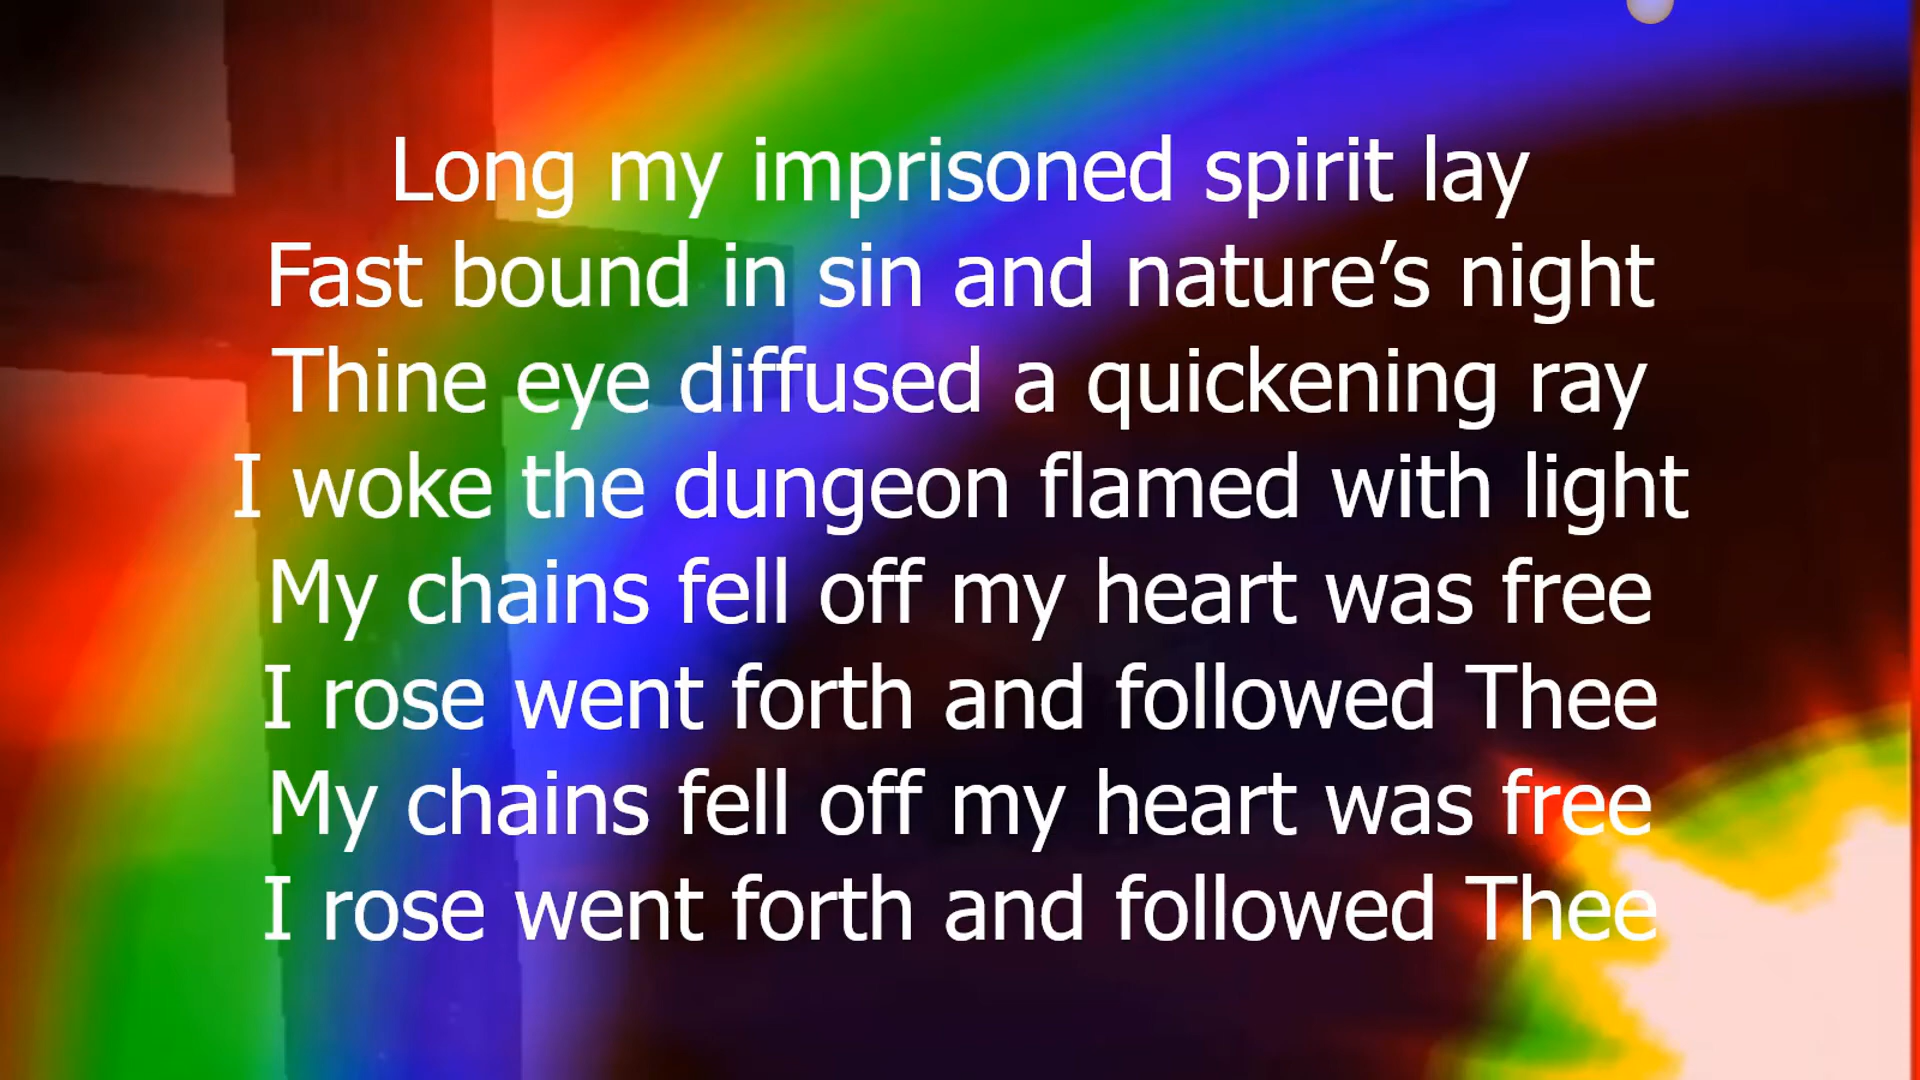 Long my imprisoned spirit lay
Fast bound in sin and nature’s night
Thine eye diffused a quickening ray
I woke the dungeon flamed with light
My chains fell off my heart was free
I rose went forth and followed Thee
My chains fell off my heart was free
I rose went forth and followed Thee